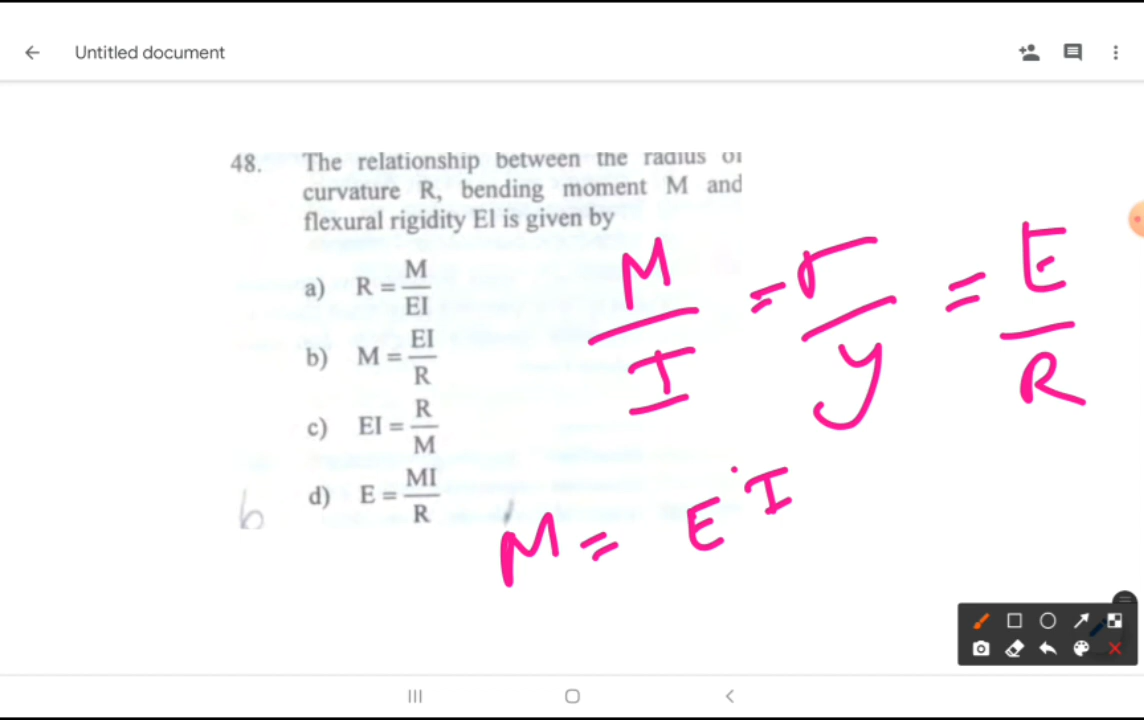 Untitled document
48. The relationship between the radius of
curvature R, bending moment M and
flexural rigidity EI is given by
a) R = M/EI
b) M = EI/R
c) EI = R/M
d) E = MI/R
b
M/I = σ/y = E/R
M = EI